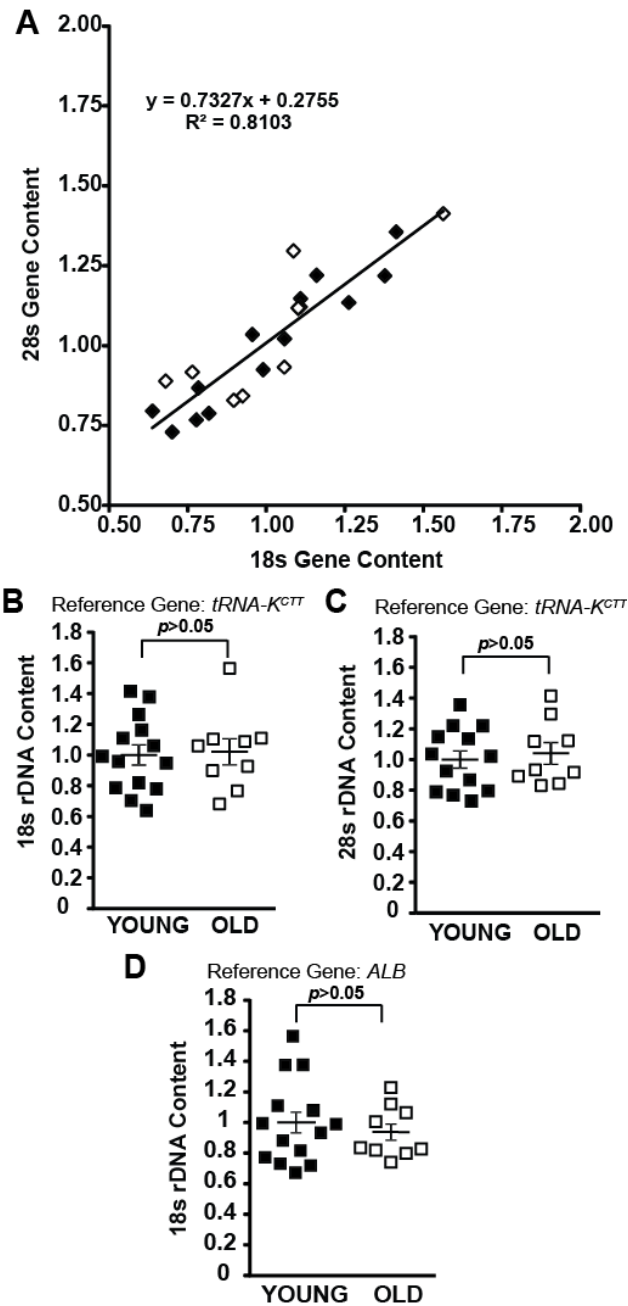 A
2.00
1.75
1.50
1.25
1.00
0.75
0.50
28s Gene Content
y = 0.7327x + 0.2755
R² = 0.8103
0.50 0.75 1.00 1.25 1.50 1.75 2.00
18s Gene Content
B Reference Gene: tRNA-Kᶜᵀᵀ
p>0.05
1.8
1.6
1.4
1.2
1.0
0.8
0.6
0.4
0.2
0
18s rDNA Content
YOUNG OLD
C Reference Gene: tRNA-Kᶜᵀᵀ
p>0.05
1.8
1.6
1.4
1.2
1.0
0.8
0.6
0.4
0.2
0
28s rDNA Content
YOUNG OLD
D Reference Gene: ALB
p>0.05
1.8
1.6
1.4
1.2
1
0.8
0.6
0.4
0.2
0
18s rDNA Content
YOUNG OLD